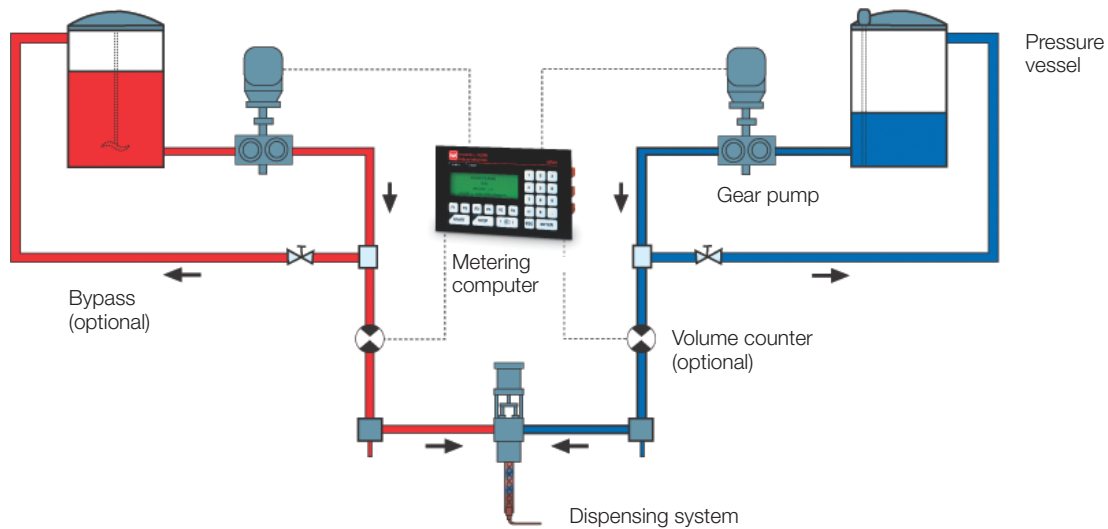 Pressure
vessel
Gear pump
Metering
computer
Bypass
(optional)
Volume counter
(optional)
Dispensing system